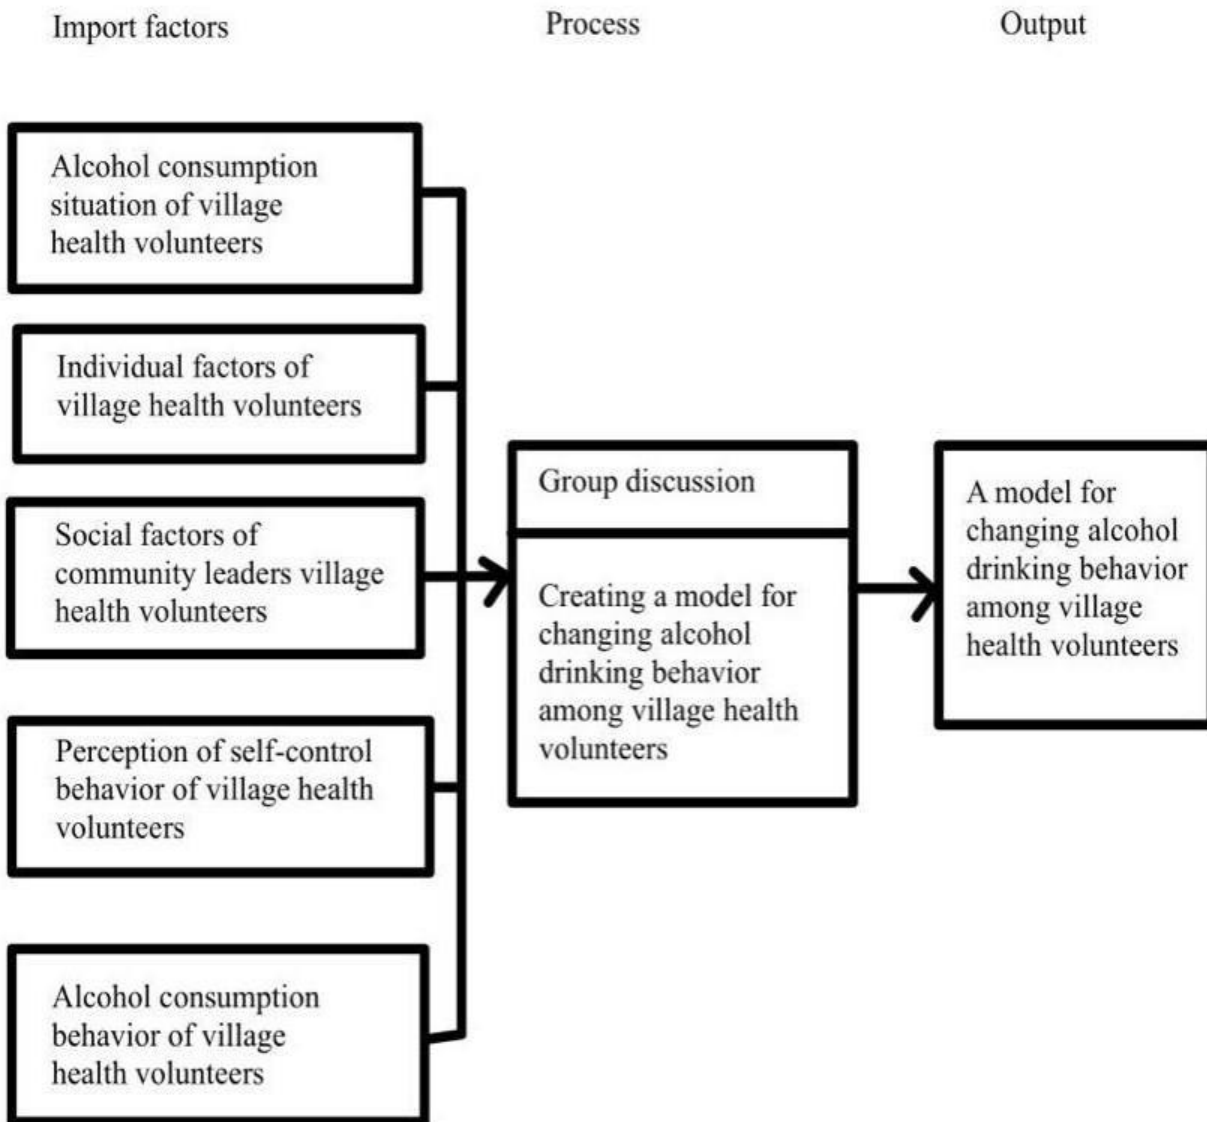 Import factors
Process
Output
Alcohol consumption
situation of village
health volunteers
Individual factors of
village health volunteers
Social factors of
community leaders village
health volunteers
Perception of self-control
behavior of village health
volunteers
Alcohol consumption
behavior of village
health volunteers
Group discussion
Creating a model for
changing alcohol
drinking behavior
among village health
volunteers
A model for
changing alcohol
drinking behavior
among village
health volunteers